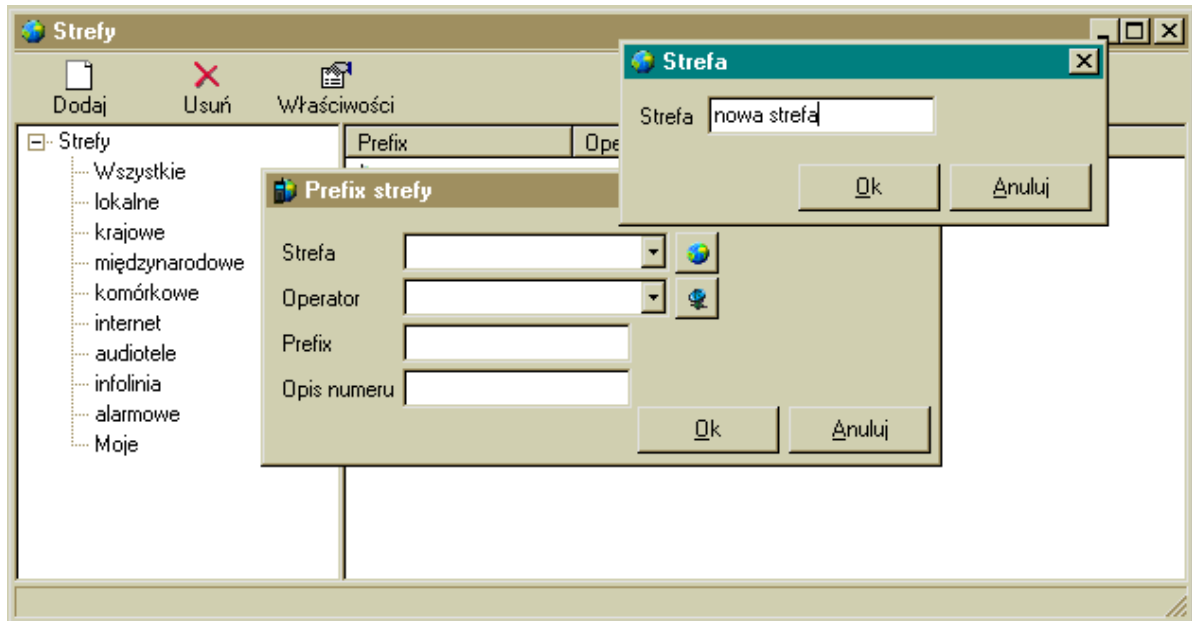 Strefy
Dodaj Usuń Właściwości
Strefy
Wszystkie
lokalne
krajowe
międzynarodowe
komórkowe
internet
audiotele
infolinia
alarmowe
Moje
Prefix
Prefix strefy
Strefa
Operator
Prefix
Opis numeru
Ok Anuluj
Strefa
Strefa nowa strefa
Ok Anuluj